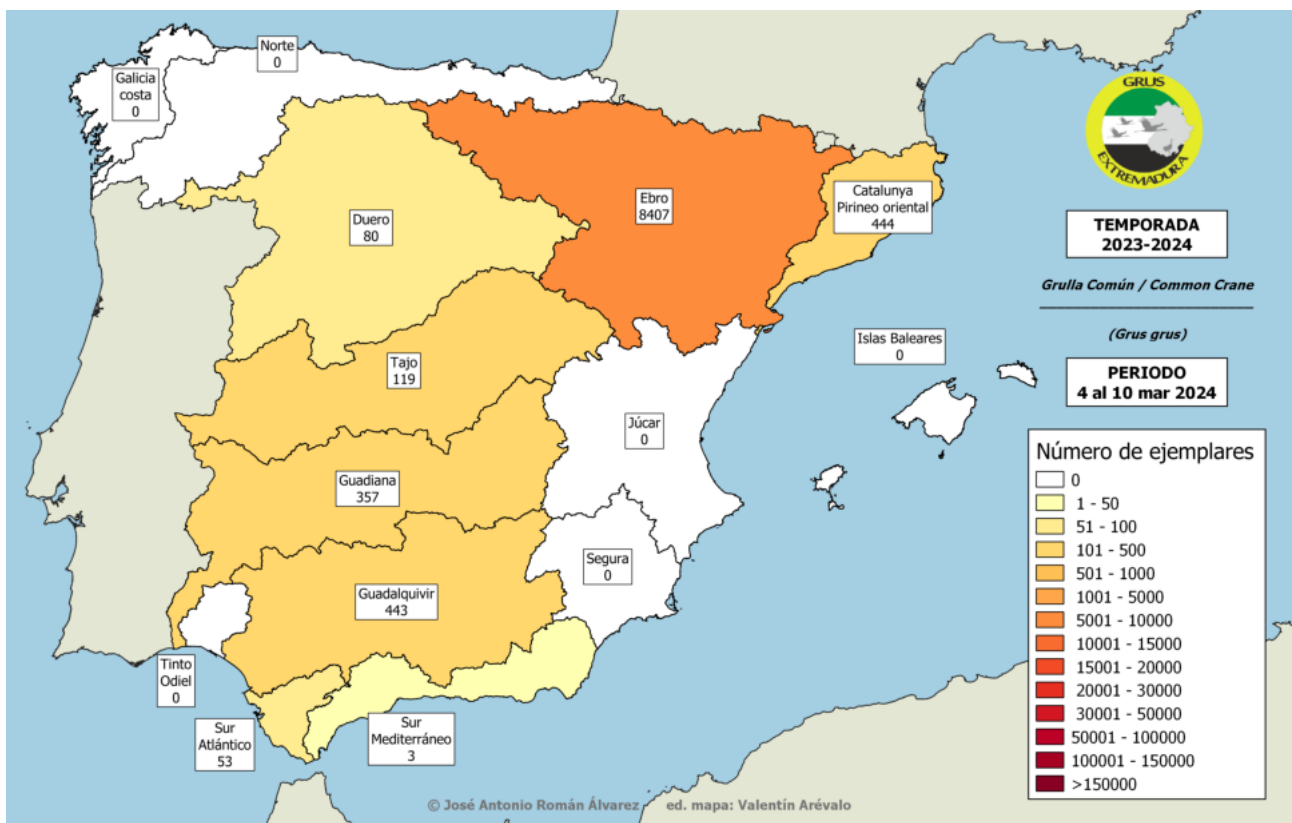 Norte
0
Galicia
costa
0
Duero
80
Ebro
8407
Catalunya
Pirineo oriental
444
Tajo
119
Islas Baleares
0
Júcar
0
Guadiana
357
Segura
0
Guadalquivir
443
Tinto
Odiel
0
Sur
Atlántico
53
Sur
Mediterráneo
3
GRUS
EXTREMADURA
TEMPORADA
2023-2024
Grulla Común / Common Crane
(Grus grus)
PERIODO
4 al 10 mar 2024
Número de ejemplares
0
1 - 50
51 - 100
101 - 500
501 - 1000
1001 - 5000
5001 - 10000
10001 - 15000
15001 - 20000
20001 - 30000
30001 - 50000
50001 - 100000
100001 - 150000
>150000
© José Antonio Román Álvarez ed. mapa: Valentín Arévalo